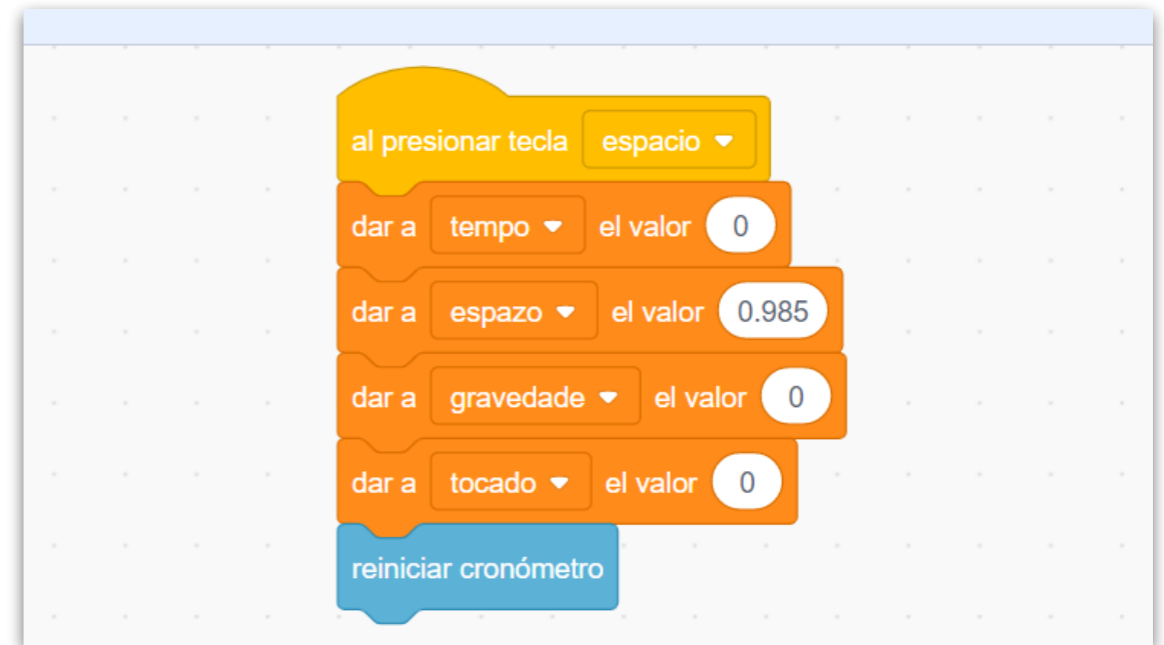 al presionar tecla espacio
dar a tempo el valor 0
dar a espazo el valor 0.985
dar a gravedade el valor 0
dar a tocado el valor 0
reiniciar cronómetro